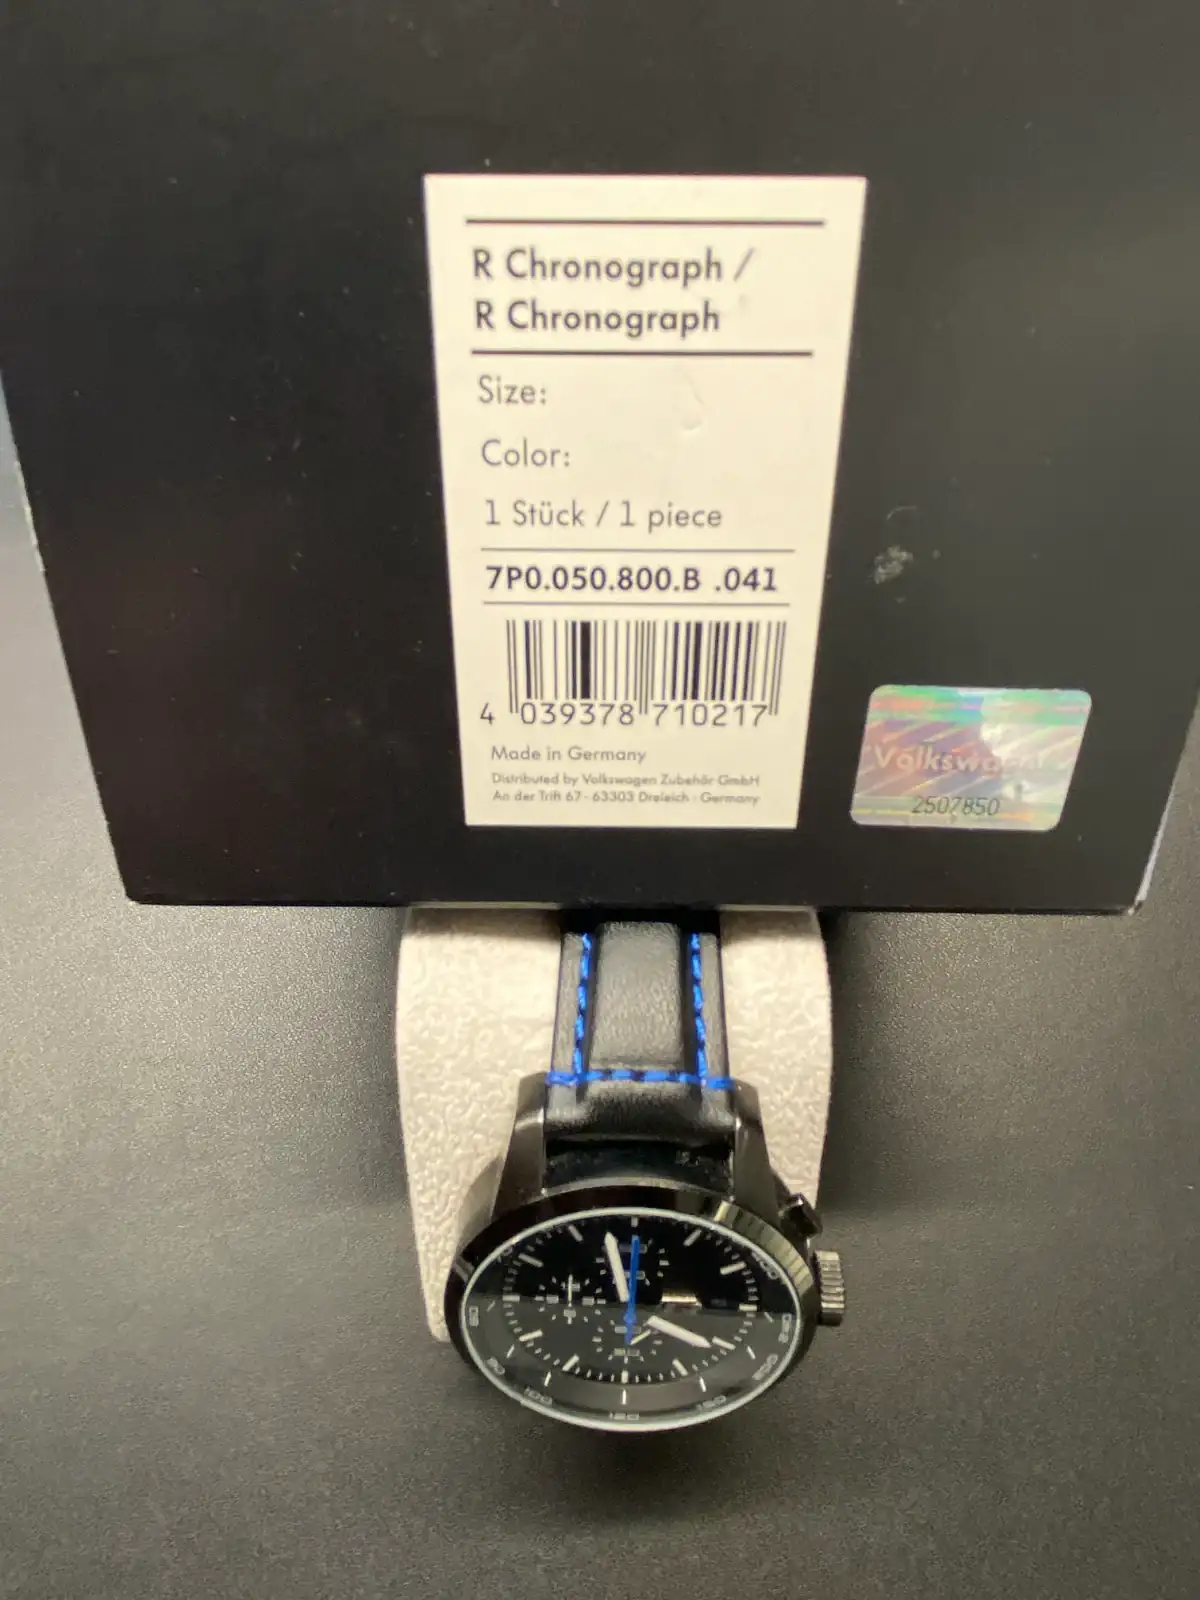 R Chronograph /
R Chronograph
Size:
Color:
1 Stück / 1 piece
7P0.050.800.B .041
4 039378 710217
Made in Germany
Distributed by Volkswagen Zubehör GmbH
An der Trift 67 - 63303 Dreieich - Germany
Volkswagen
2507850